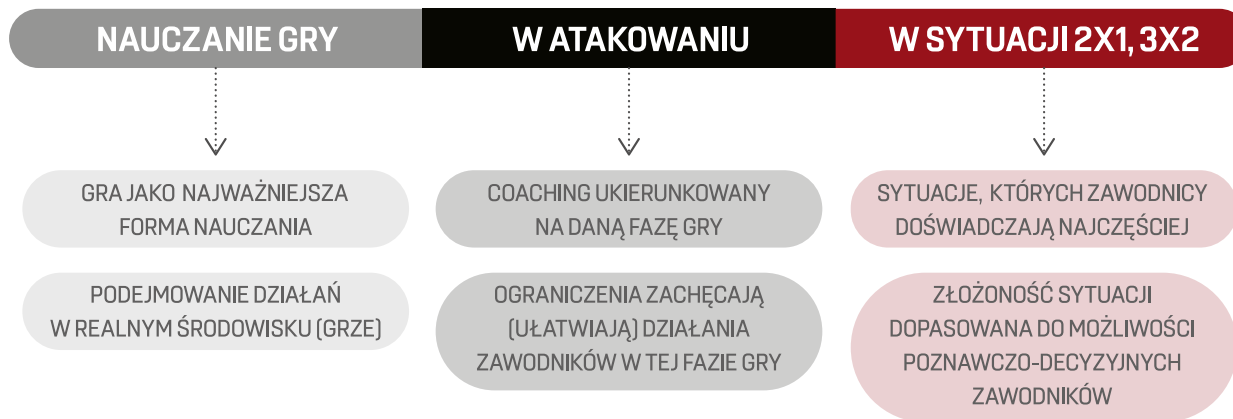 NAUCZANIE GRY
W ATAKOWANIU
W SYTUACJI 2X1, 3X2
GRA JAKO NAJWAŻNIEJSZA
FORMA NAUCZANIA
COACHING UKIERUNKOWANY
NA DANĄ FAZĘ GRY
SYTUACJE, KTÓRYCH ZAWODNICY
DOŚWIADCZAJĄ NAJCZĘŚCIEJ
PODEJMOWANIE DZIAŁAŃ
W REALNYM ŚRODOWISKU (GRZE)
OGRANICZENIA ZACHĘCAJĄ
(UŁATWIAJĄ) DZIAŁANIA
ZAWODNIKÓW W TEJ FAZIE GRY
ZŁOŻONOŚĆ SYTUACJI
DOPASOWANA DO MOŻLIWOŚCI
POZNAWCZO-DECYZYJNYCH
ZAWODNIKÓW